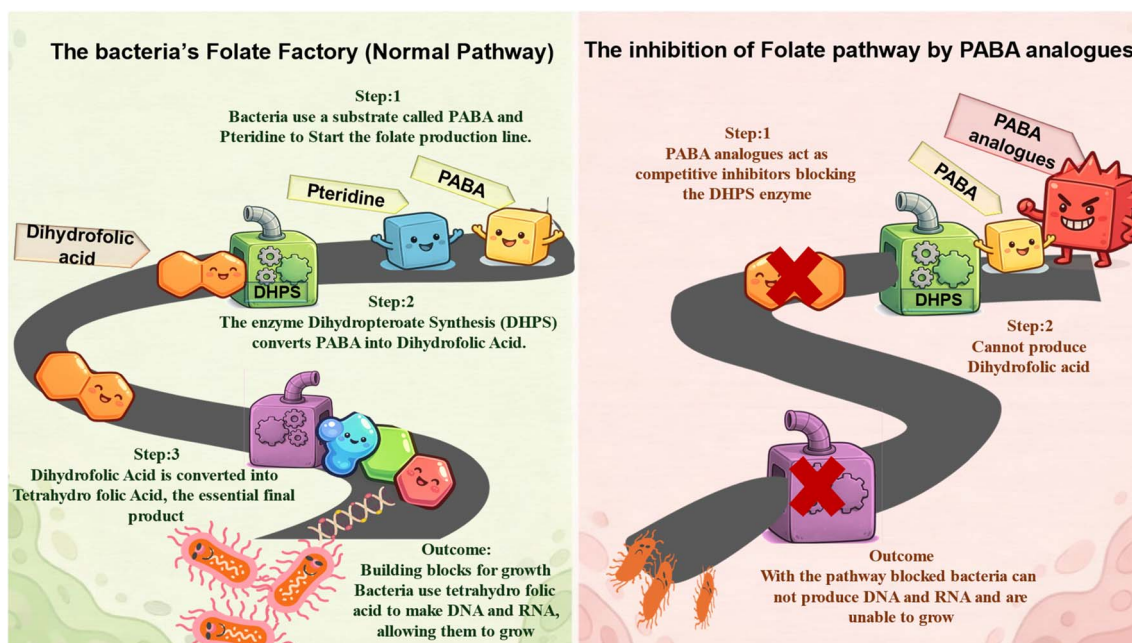 The bacteria's Folate Factory (Normal Pathway)
Step:1
Bacteria use a substrate called PABA and
Pteridine to Start the folate production line.
PABA
Pteridine
Dihydrofolic
acid
DHPS
Step:2
The enzyme Dihydropteroate Synthesis (DHPS)
converts PABA into Dihydrofolic Acid.
Step:3
Dihydrofolic Acid is converted into
Tetrahydro folic Acid, the essential final
product
Outcome:
Building blocks for growth
Bacteria use tetrahydro folic
acid to make DNA and RNA,
allowing them to grow
The inhibition of Folate pathway by PABA analogues
Step:1
PABA analogues act as
competitive inhibitors blocking
the DHPS enzyme
PABA
analogues
PABA
DHPS
Step:2
Cannot produce
Dihydrofolic acid
Outcome
With the pathway blocked bacteria can
not produce DNA and RNA and are
unable to grow